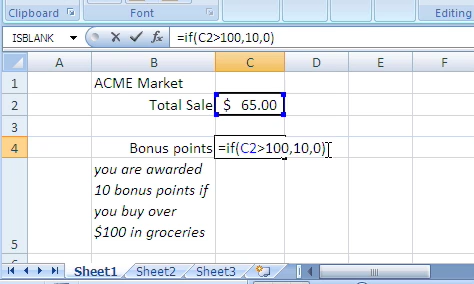 Clipboard Font Editing
ISBLANK =if(C2>100,10,0)
A B C D E F
1 ACME Market
2 Total Sale $ 65.00
3
4 Bonus points =if(C2>100,10,0)
you are awarded
10 bonus points if
you buy over
5 $100 in groceries
Sheet1 Sheet2 Sheet3